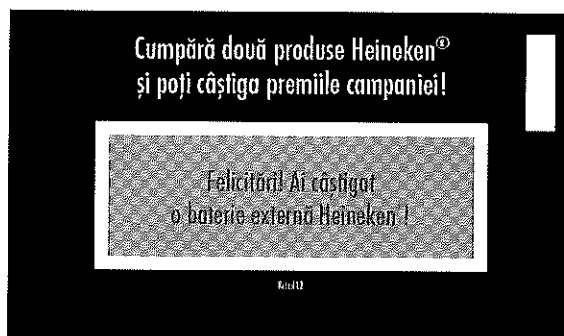 Cumpără două produse Heineken®
și poți câștiga premiile campaniei!
Felicitări! Ai câștigat
o baterie externă Heineken !